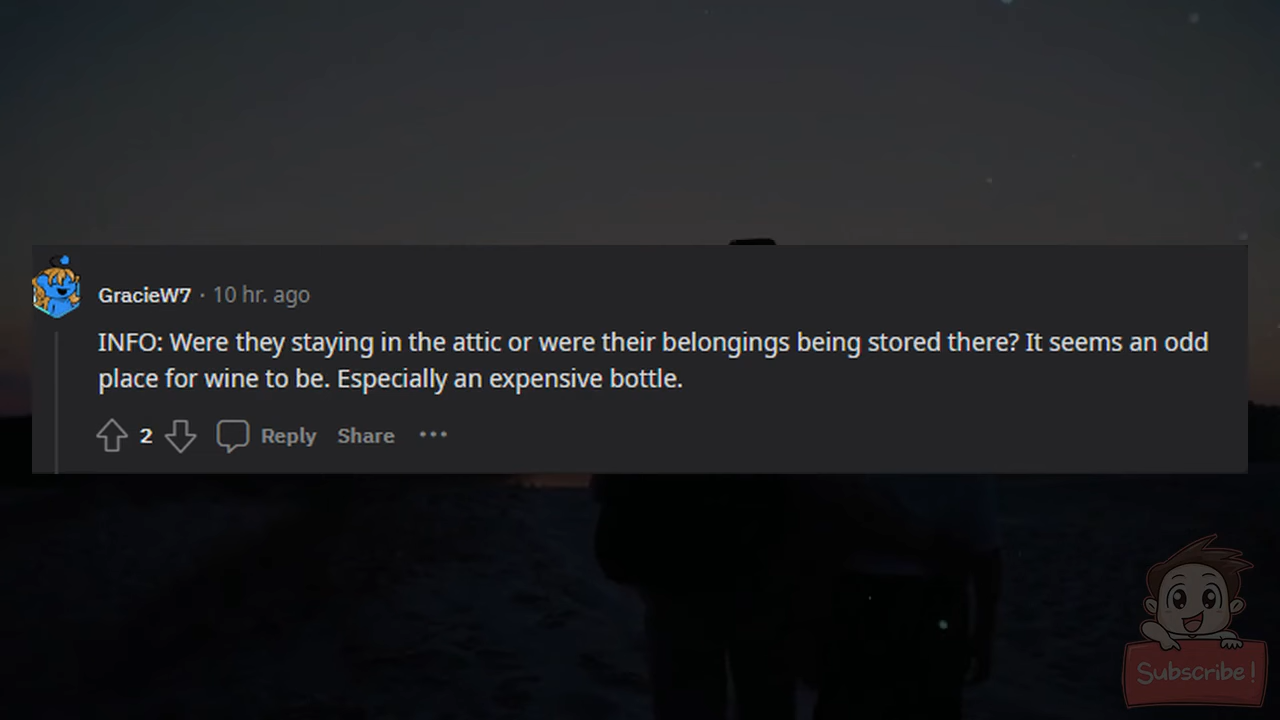 GracieW7 · 10 hr. ago
INFO: Were they staying in the attic or were their belongings being stored there? It seems an odd
place for wine to be. Especially an expensive bottle.
2 Reply Share ...
Subscribe!